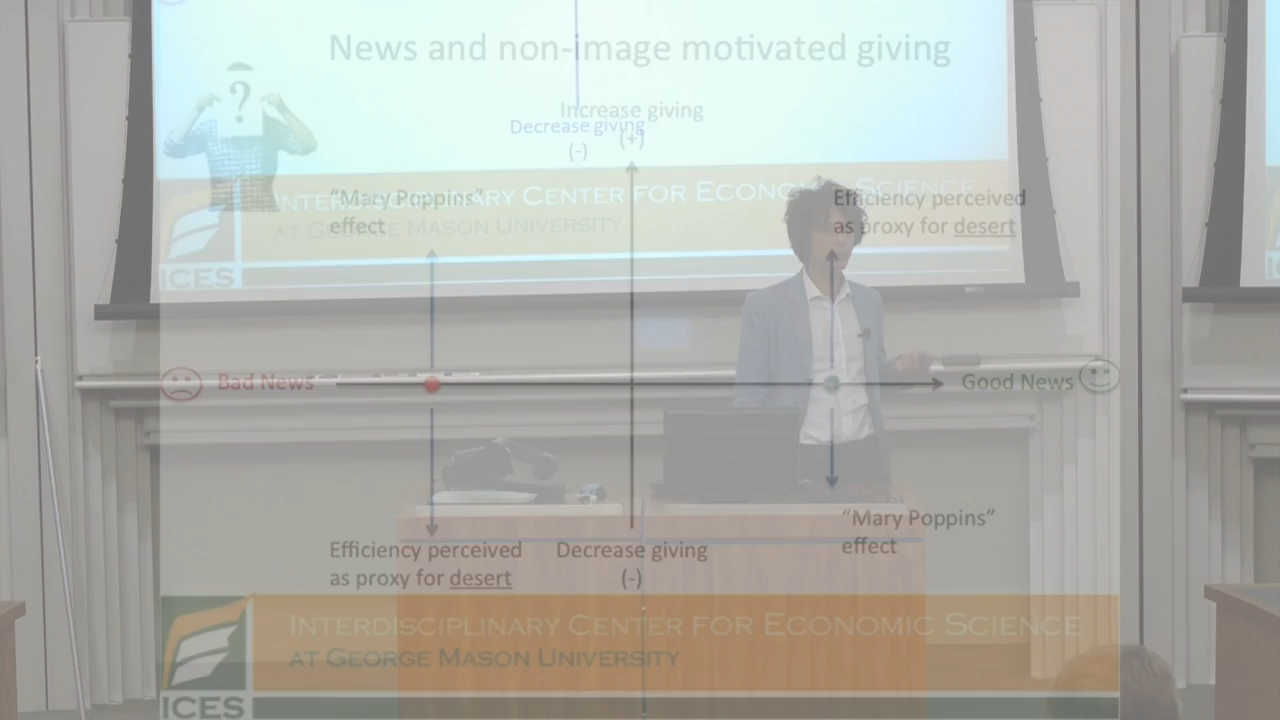 News and non-image motivated giving
?
Increase giving
(+)
Decrease giving
(-)
"Mary Poppins"
effect
Efficiency perceived
as proxy for desert
INTERDISCIPLINARY CENTER FOR ECONOMIC SCIENCE
AT GEORGE MASON UNIVERSITY
ICES
Bad News
Good News
Efficiency perceived
as proxy for desert
Decrease giving
(-)
"Mary Poppins"
effect
INTERDISCIPLINARY CENTER FOR ECONOMIC SCIENCE
AT GEORGE MASON UNIVERSITY
ICES